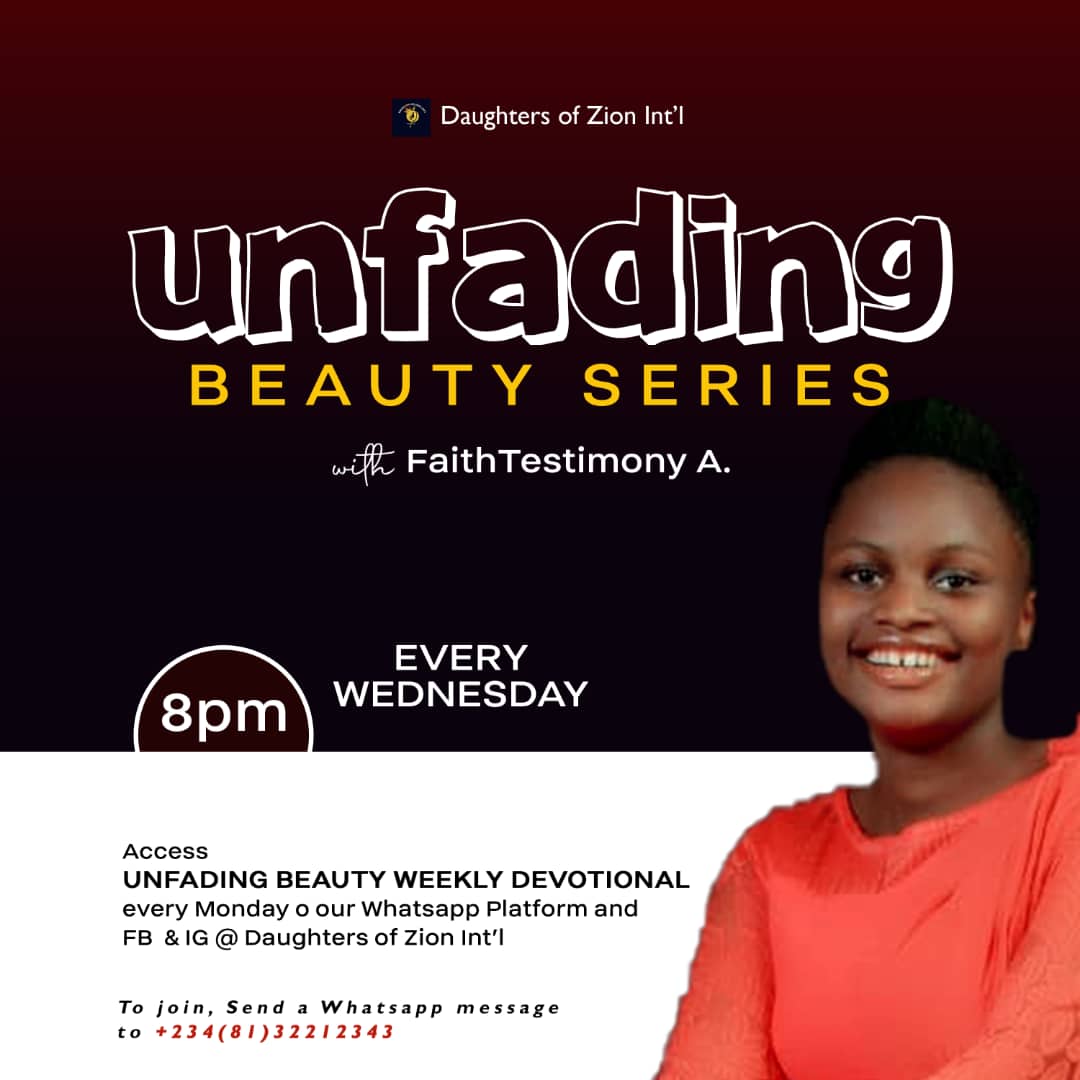 Daughters of Zion Int'l
unfading
BEAUTY SERIES
with FaithTestimony A.
8pm
EVERY
WEDNESDAY
Access
UNFADING BEAUTY WEEKLY DEVOTIONAL
every Monday o our Whatsapp Platform and
FB & IG @ Daughters of Zion Int'l
To join, Send a Whatsapp message
to +234(81)32212343